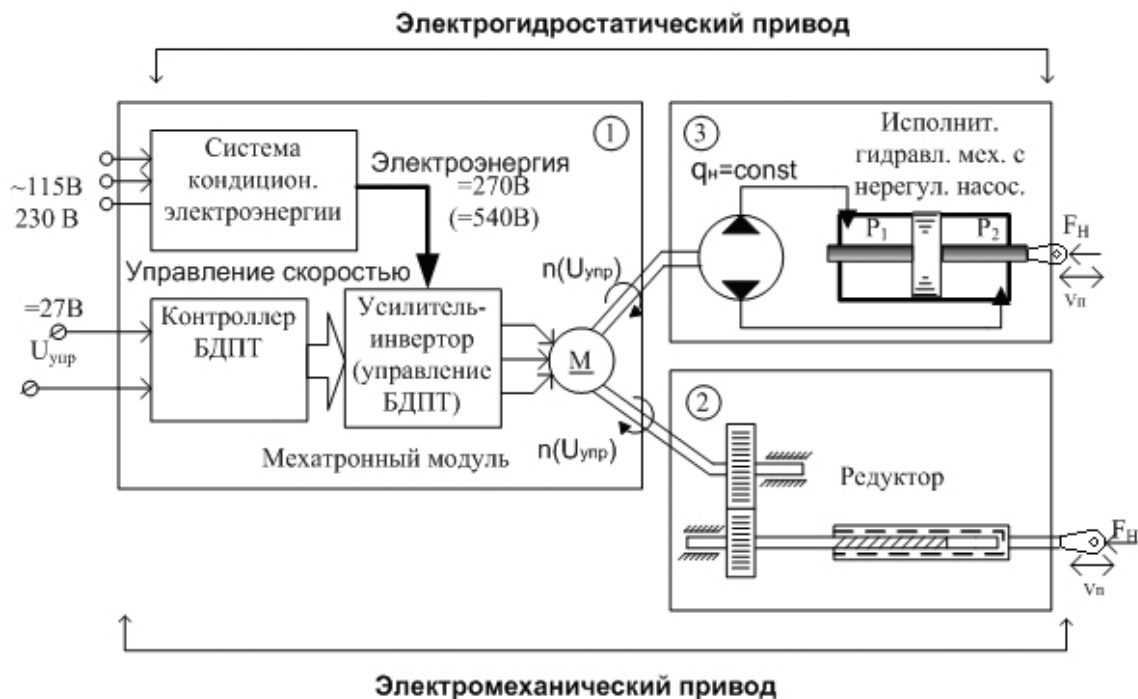 Электрогидростатический привод
1
Система
кондицион.
электроэнергии
~115В
230 В
Электроэнергия
=270В
(=540В)
Управление скоростью
=27В
Uупр
Контроллер
БДПТ
Усилитель-
инвертор
(управление
БДПТ)
М
n(Uупр)
n(Uупр)
Мехатронный модуль
3
Исполнит.
гидравл. мех. с
нерегул. насос.
qн=const
P1
P2
Fн
Vп
2
Редуктор
Fн
Vп
Электромеханический привод